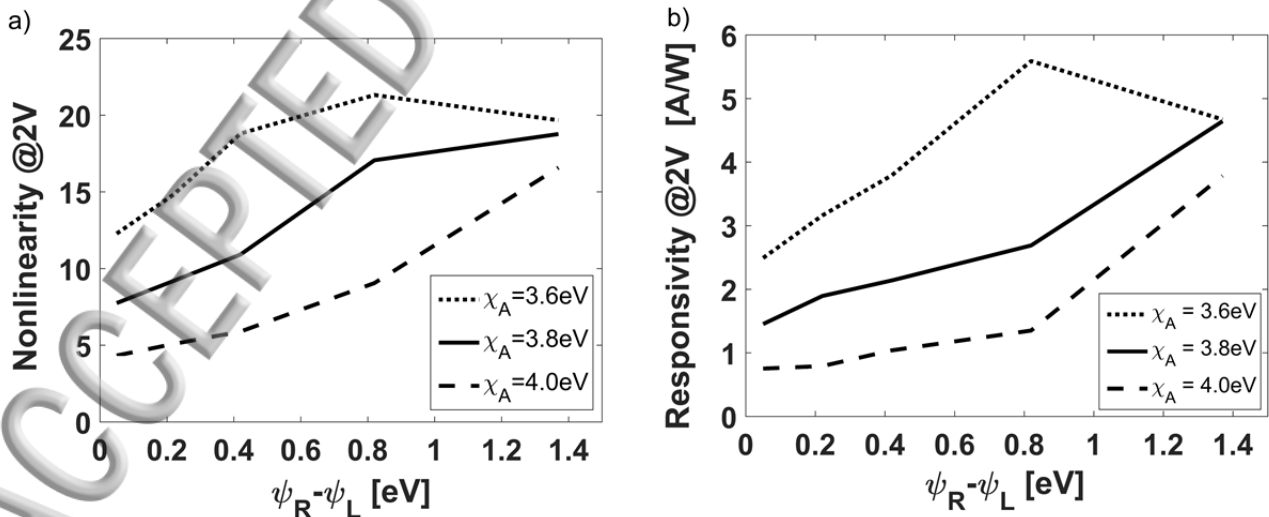 a)
Nonlinearity @2V
25
20
15
10
5
0
0 0.2 0.4 0.6 0.8 1 1.2 1.4
ψR-ψL [eV]
χA=3.6eV
χA=3.8eV
χA=4.0eV
b)
Responsivity @2V [A/W]
6
5
4
3
2
1
0
0 0.2 0.4 0.6 0.8 1 1.2 1.4
ψR-ψL [eV]
χA = 3.6eV
χA = 3.8eV
χA = 4.0eV
ACCEPTED